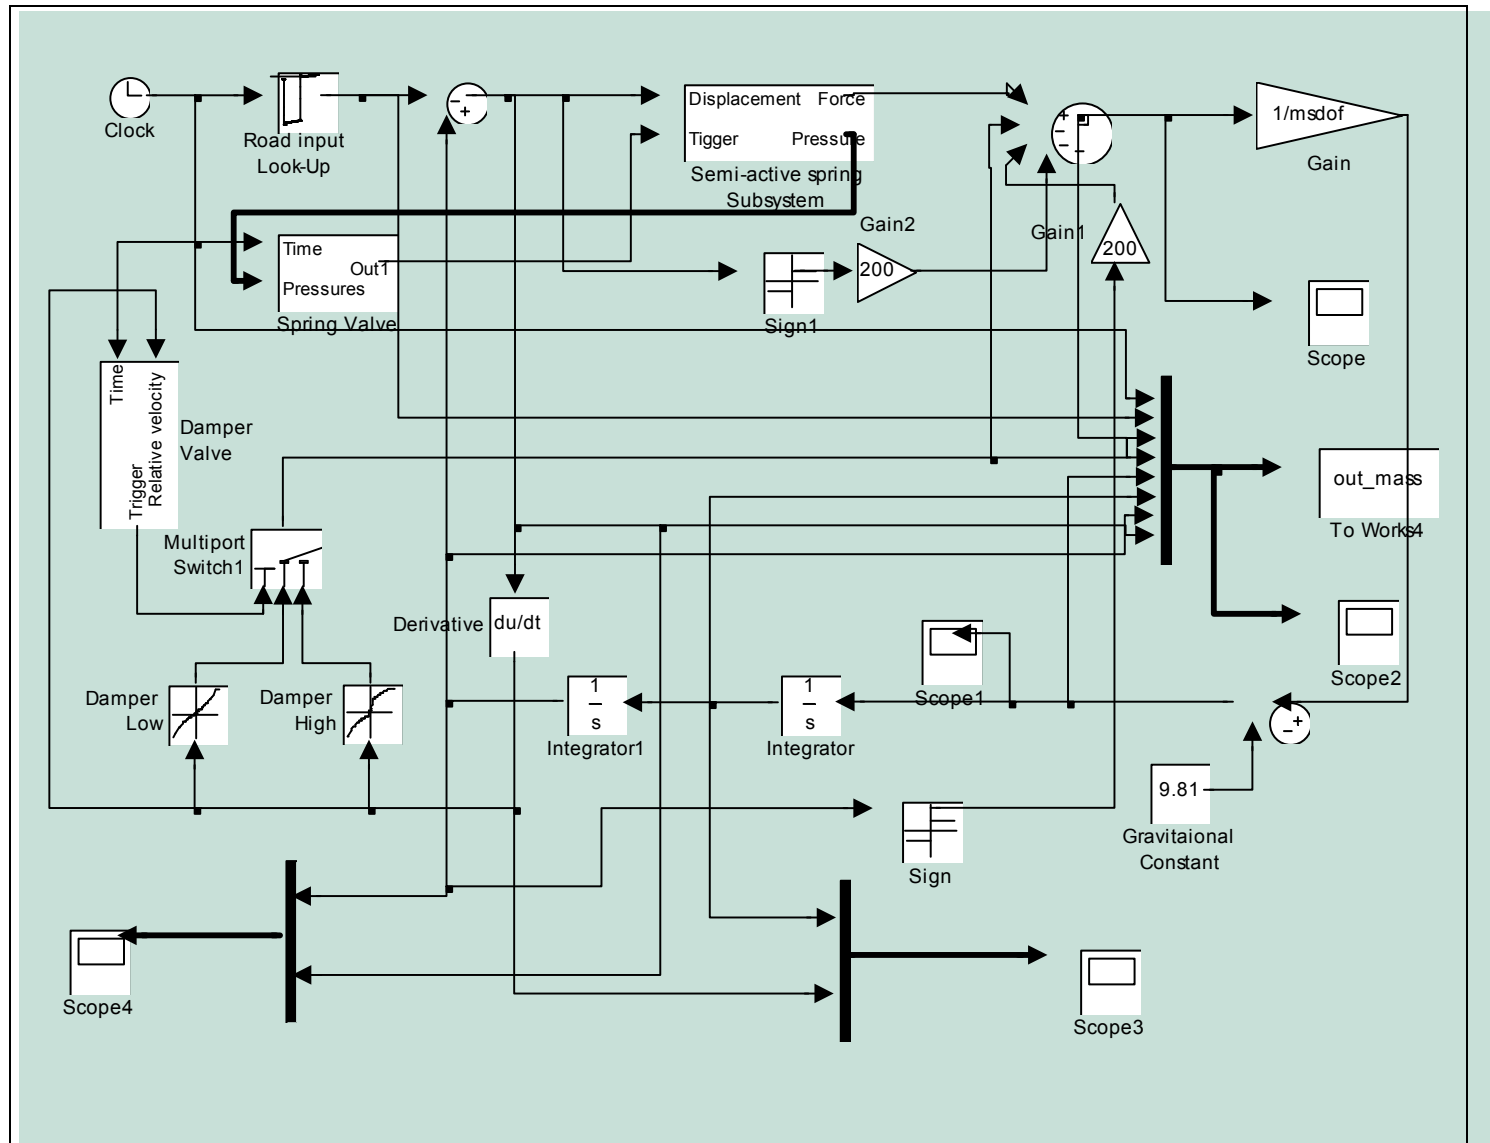 Clock
Road input
Look-Up
Displacement Force
Tigger Pressure
Semi-active spring
Subsystem
1/msdof
Gain
Time
Out1
Pressures
Spring Valve
Sign1
Gain2
200
Gain1
200
Scope
Time
Relative velocity
Trigger
Damper
Valve
out_mass
To Works4
Multiport
Switch1
Derivative
du/dt
Scope1
Scope2
Damper
Low
Damper
High
1
s
Integrator1
1
s
Integrator
9.81
Gravitaional
Constant
Sign
Scope4
Scope3